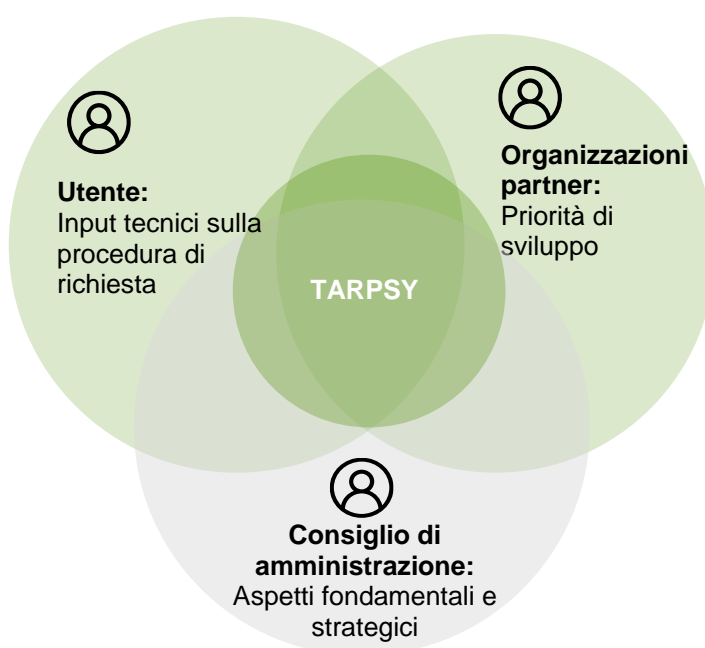 Utente:
Input tecnici sulla
procedura di
richiesta
Organizzazioni
partner:
Priorità di
sviluppo
TARPSY
Consiglio di
amministrazione:
Aspetti fondamentali e
strategici